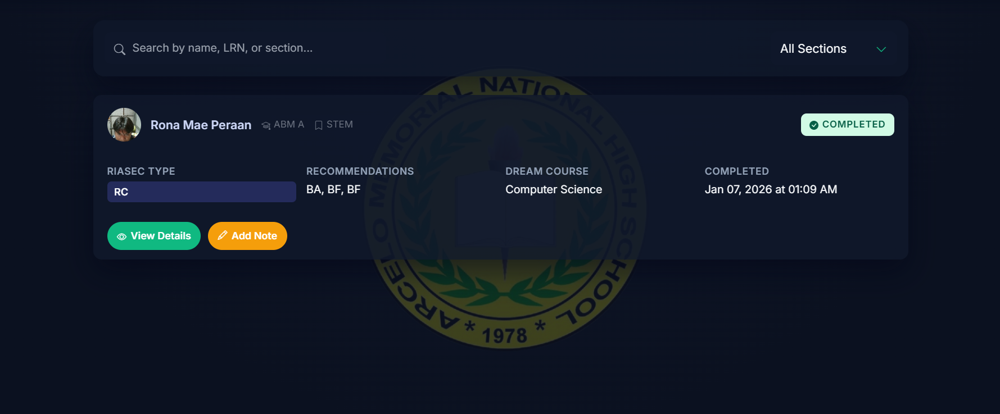 Search by name, LRN, or section...
All Sections
Rona Mae Peraan ABM A STEM
COMPLETED
RIASEC TYPE
RC
RECOMMENDATIONS
BA, BF, BF
DREAM COURSE
Computer Science
COMPLETED
Jan 07, 2026 at 01:09 AM
View Details
Add Note
ARCELO MEMORIAL NATIONAL HIGH SCHOOL
* 1978 *